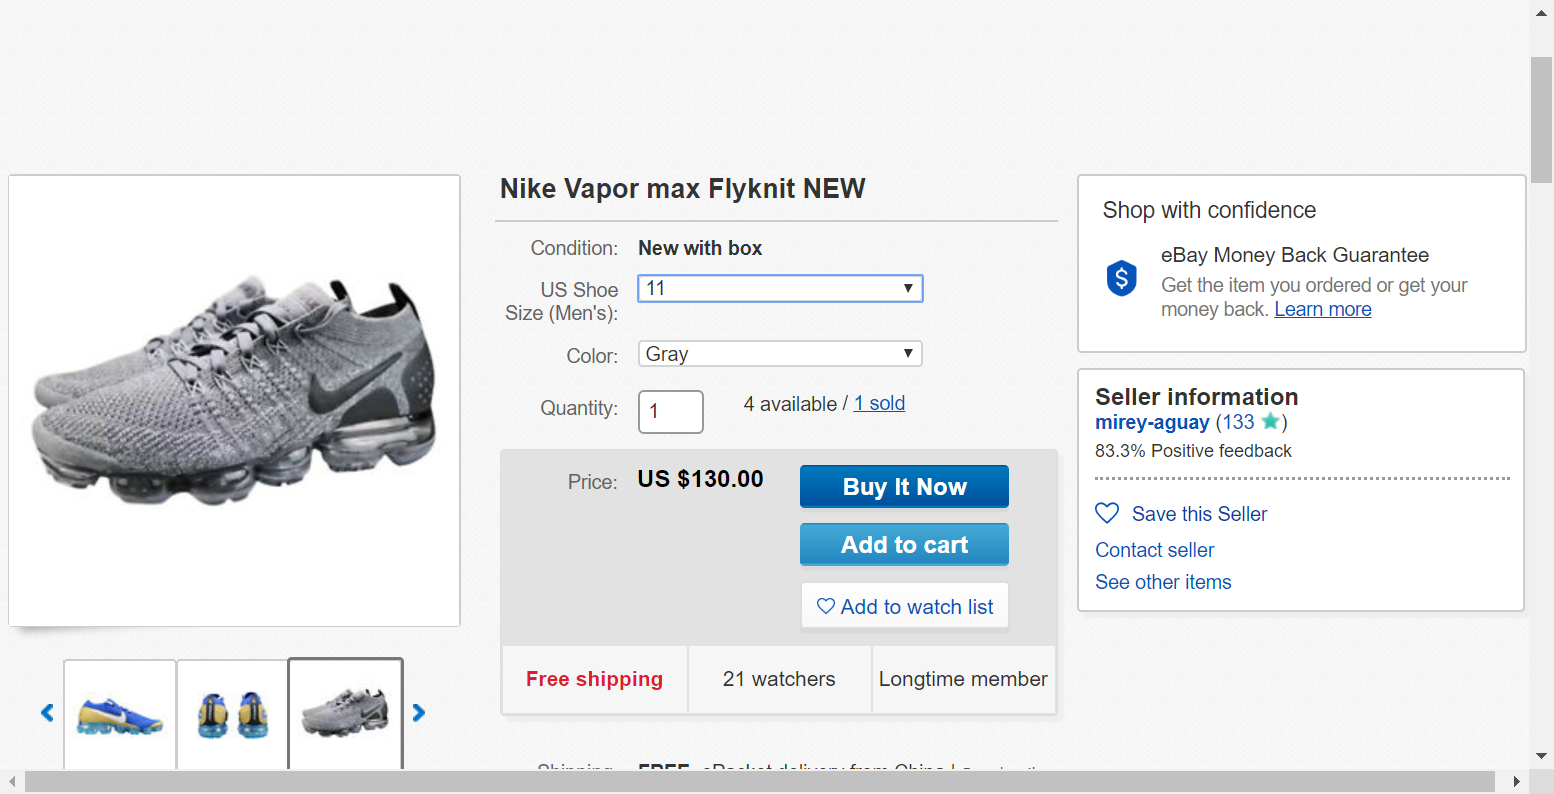 Nike Vapor max Flyknit NEW
Condition: New with box
US Shoe Size (Men's): 11
Color: Gray
Quantity: 1 4 available / 1 sold
Price: US $130.00
Buy It Now
Add to cart
Add to watch list
Free shipping 21 watchers Longtime member
Shipping: FREE ePacket delivery from China
Shop with confidence
eBay Money Back Guarantee
Get the item you ordered or get your
money back. Learn more
Seller information
mirey-aguay (133)
83.3% Positive feedback
Save this Seller
Contact seller
See other items